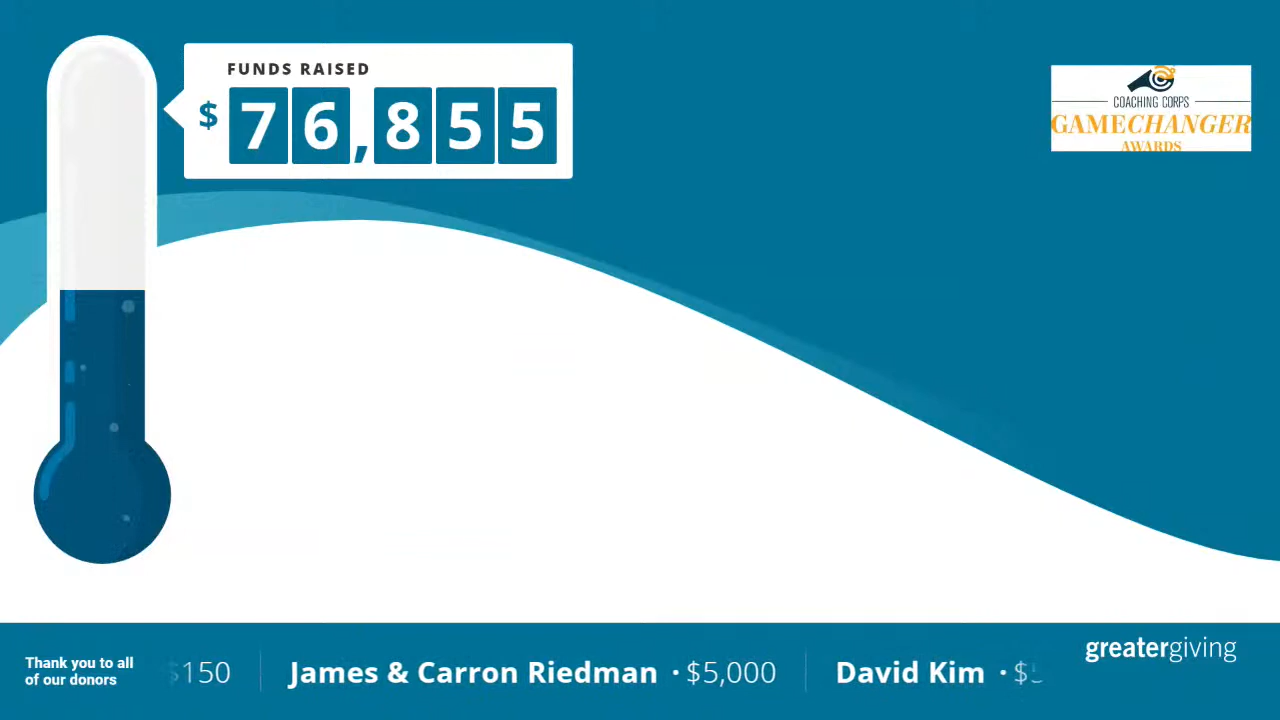 FUNDS RAISED
$76,855
COACHING CORPS
GAMECHANGER
AWARDS
Thank you to all
of our donors
$150
James & Carron Riedman · $5,000
David Kim ·
greatergiving